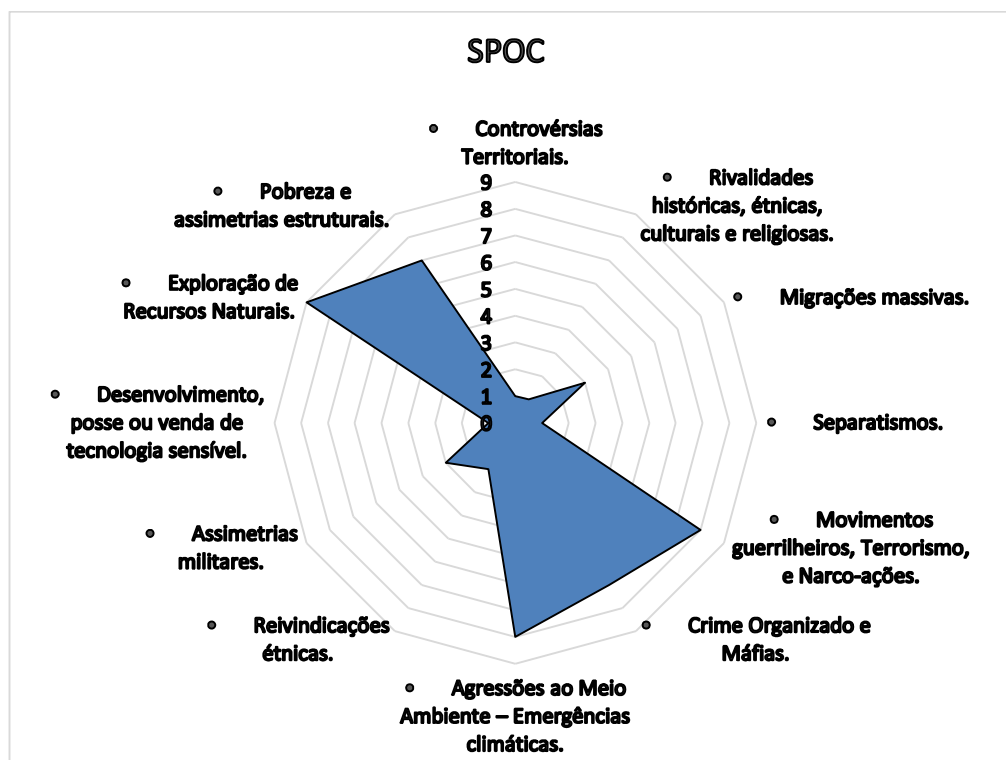 SPOC
• Controvérsias
Territoriais.
• Rivalidades
históricas, étnicas,
culturais e religiosas.
• Migrações massivas.
• Separatismos.
• Movimentos
guerrilheiros, Terrorismo,
e Narco-ações.
• Crime Organizado e
Máfias.
• Agressões ao Meio
Ambiente – Emergências
climáticas.
• Reivindicações
étnicas.
• Assimetrias
militares.
• Desenvolvimento,
posse ou venda de
tecnologia sensível.
• Exploração de
Recursos Naturais.
• Pobreza e
assimetrias estruturais.
9
8
7
6
5
4
3
2
1
0